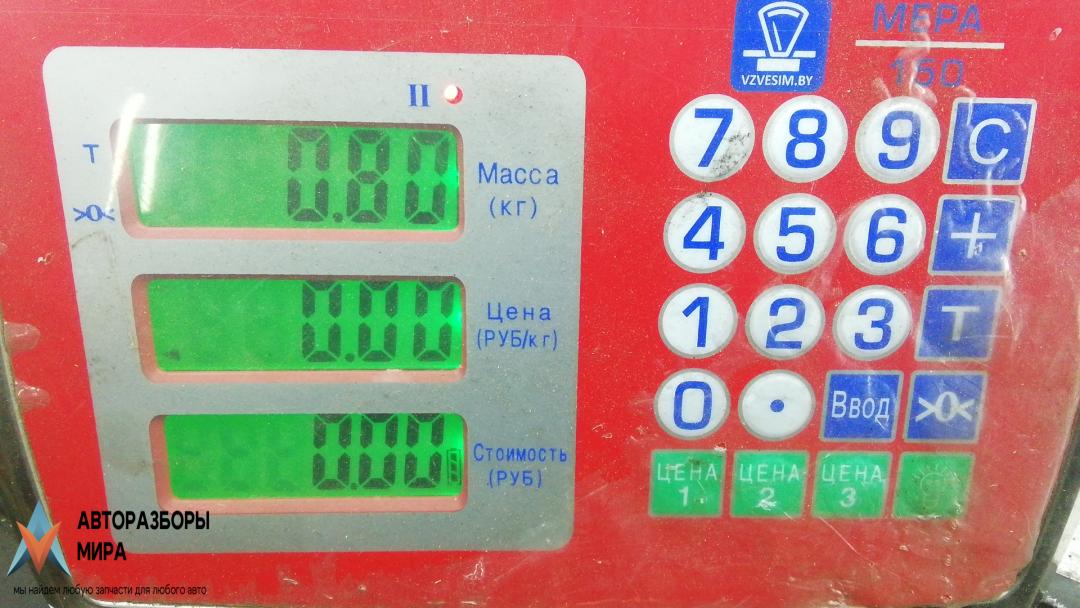 МЕРА
150
VZVESIM.BY
II
T
0.80
Масса
(кг)
>0<
0.00
Цена
(РУБ/кг)
0.00
Стоимость
(РУБ)
7 8 9 C
4 5 6 +
1 2 3 T
0 . Ввод >0<
ЦЕНА 1
ЦЕНА 2
ЦЕНА 3
АВТОРАЗБОРЫ
МИРА
мы найдем любую запчасти для любого авто